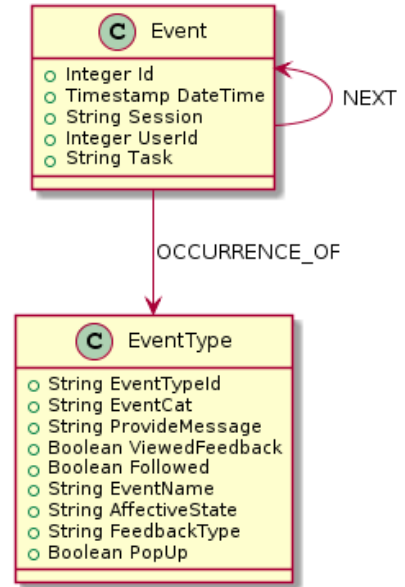 C Event
Integer Id
Timestamp DateTime
String Session
Integer UserId
String Task
NEXT
OCCURRENCE_OF
C EventType
String EventTypeId
String EventCat
String ProvideMessage
Boolean ViewedFeedback
Boolean Followed
String EventName
String AffectiveState
String FeedbackType
Boolean PopUp